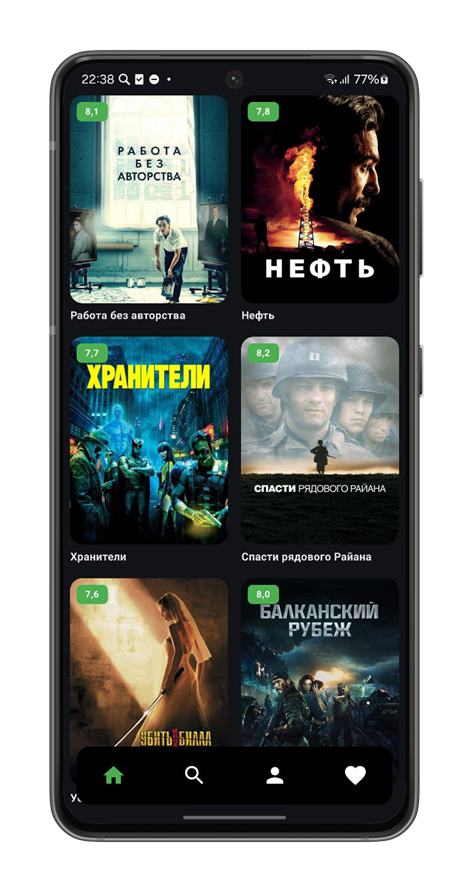 22:38
77%
8,1
РАБОТА
БЕЗ
АВТОРСТВА
7,8
НЕФТЬ
Работа без авторства
Нефть
7,7
ХРАНИТЕЛИ
8,2
СПАСТИ РЯДОВОГО РАЙАНА
Хранители
Спасти рядового Райана
7,6
УБИТЬ БИЛЛА
8,0
БАЛКАНСКИЙ
РУБЕЖ